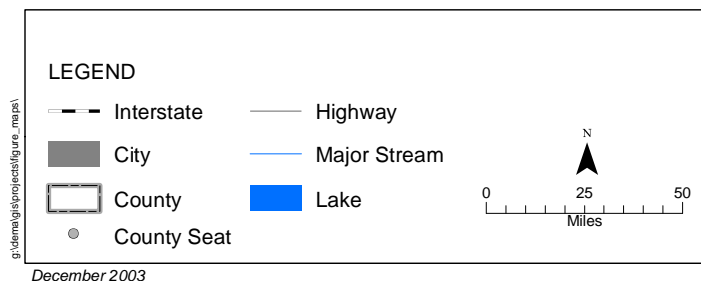 LEGEND
Interstate
Highway
City
Major Stream
County
Lake
County Seat
N
0 25 50
Miles
g:\dema\gis\projects\figure_maps\
December 2003